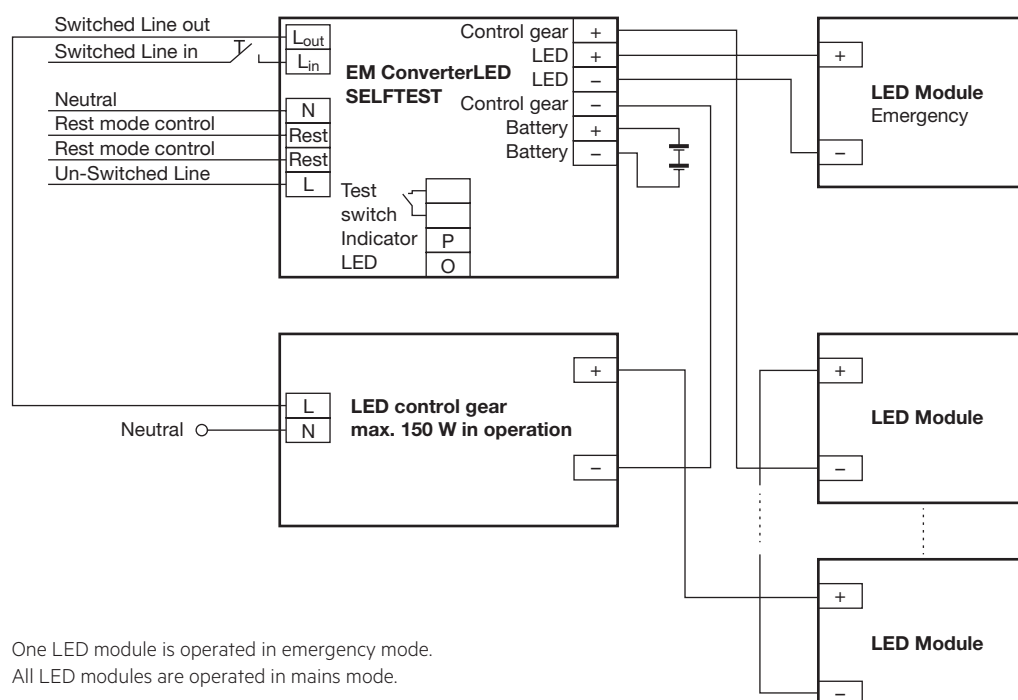 Switched Line out
Switched Line in
Neutral
Rest mode control
Rest mode control
Un-Switched Line
Lout
Lin
N
Rest
Rest
L
EM ConverterLED
SELFTEST
Test
switch
Indicator
LED
P
O
Control gear +
LED +
LED –
Control gear –
Battery +
Battery –
+
LED Module
Emergency
–
Neutral
L
N
LED control gear
max. 150 W in operation
+
–
+
LED Module
–
+
LED Module
–
One LED module is operated in emergency mode.
All LED modules are operated in mains mode.